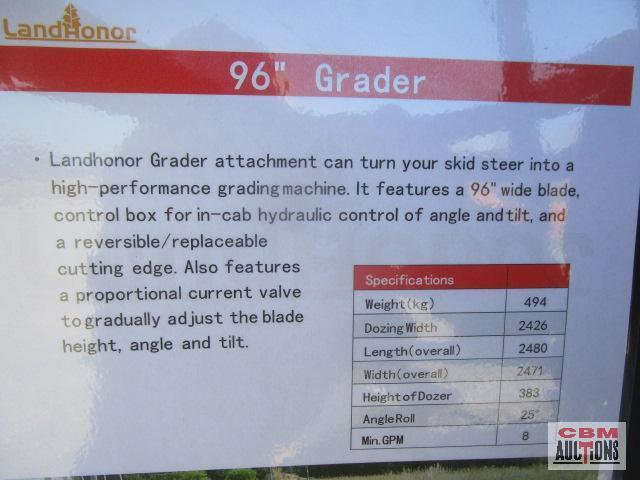 LandHonor
96" Grader
· Landhonor Grader attachment can turn your skid steer into a
high-performance grading machine. It features a 96" wide blade,
control box for in-cab hydraulic control of angle and tilt, and
a reversible/replaceable
cutting edge. Also features
a proportional current valve
to gradually adjust the blade
height, angle and tilt.
Specifications
Weight(kg) 494
Dozing Width 2426
Length(overall) 2480
Width(overall) 2471
Height of Dozer 383
Angle Roll 25°
Min. GPM 8
CBM
AUCTIONS